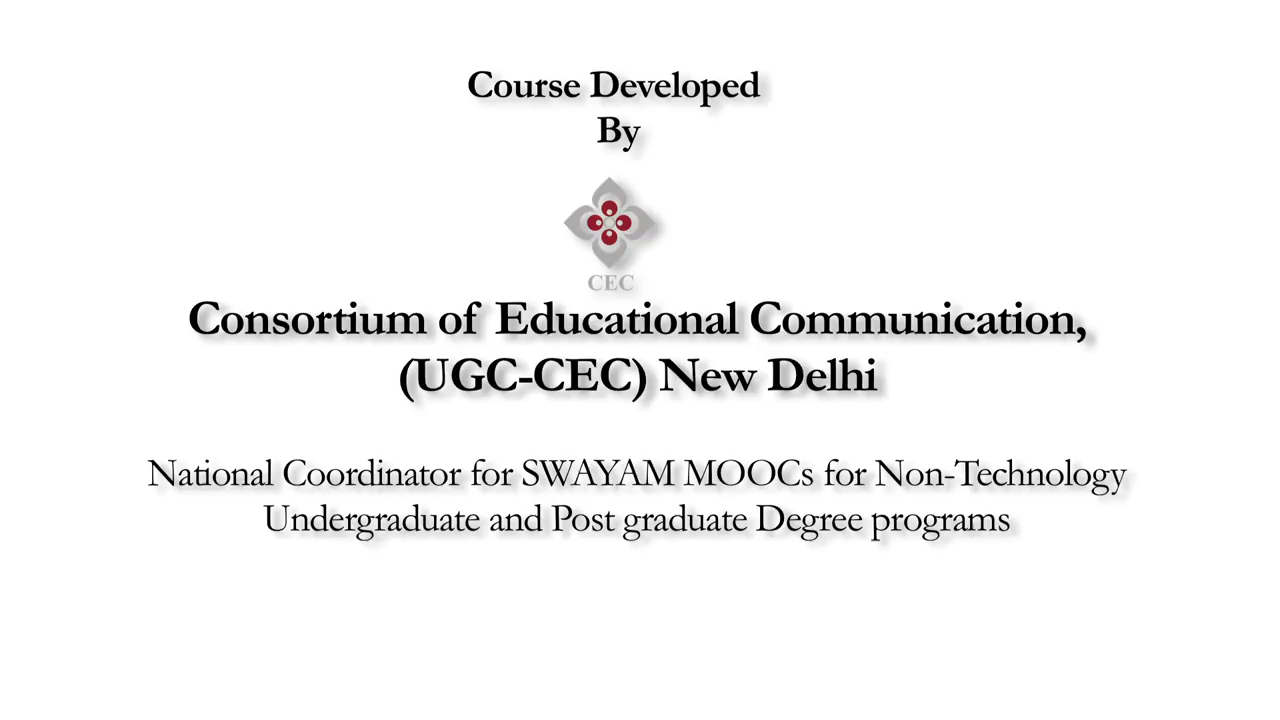 Course Developed
By
CEC
Consortium of Educational Communication,
(UGC-CEC) New Delhi
National Coordinator for SWAYAM MOOCs for Non-Technology
Undergraduate and Post graduate Degree programs